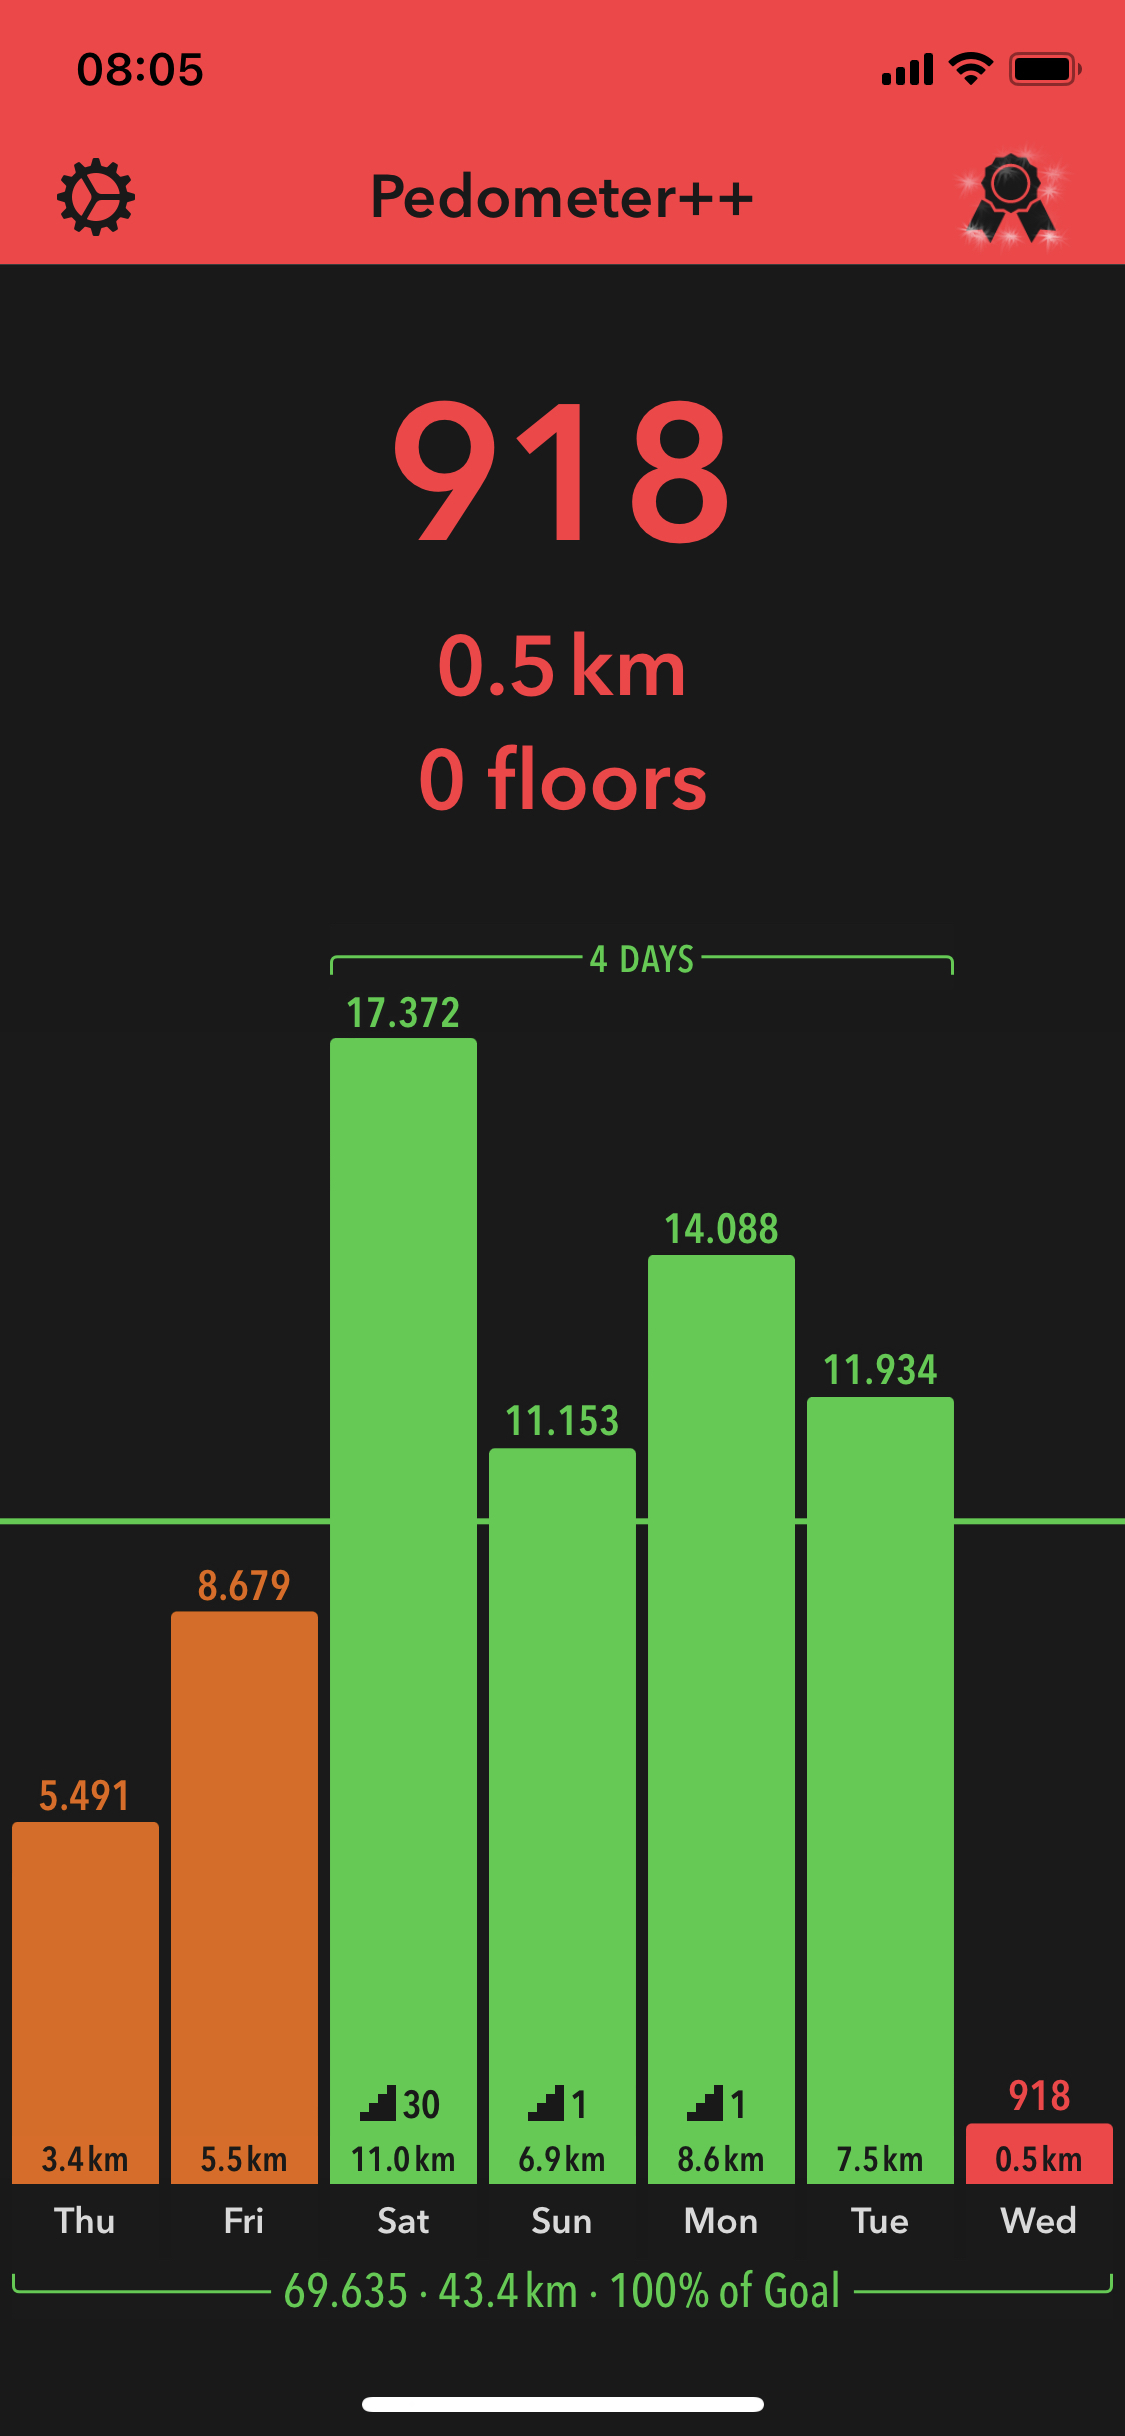 08:05
Pedometer++
918
0.5 km
0 floors
4 DAYS
17.372
14.088
11.934
11.153
8.679
5.491
918
30 1 1
3.4 km 5.5 km 11.0 km 6.9 km 8.6 km 7.5 km 0.5 km
Thu Fri Sat Sun Mon Tue Wed
69.635 · 43.4 km · 100% of Goal